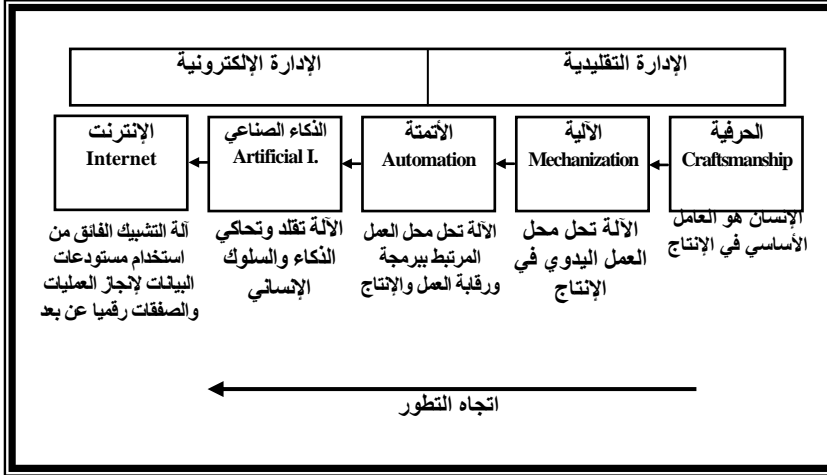 الإدارة التقليدية
الإدارة الإلكترونية
الحرفية
Craftsmanship
الإنسان هو العامل
الأساسي في الإنتاج
الآلية
Mechanization
الآلة تحل محل
العمل اليدوي في
الإنتاج
الأتمتة
Automation
الآلة تحل محل العمل
المرتبط ببرمجة
ورقابة العمل والإنتاج
الذكاء الصناعي
Artificial I.
الآلة تقلد وتحاكي
الذكاء والسلوك
الإنساني
الإنترنت
Internet
آلة التشبيك الفائق من
استخدام مستودعات
البيانات لإنجاز العمليات
والصفقات رقميا عن بعد
اتجاه التطور